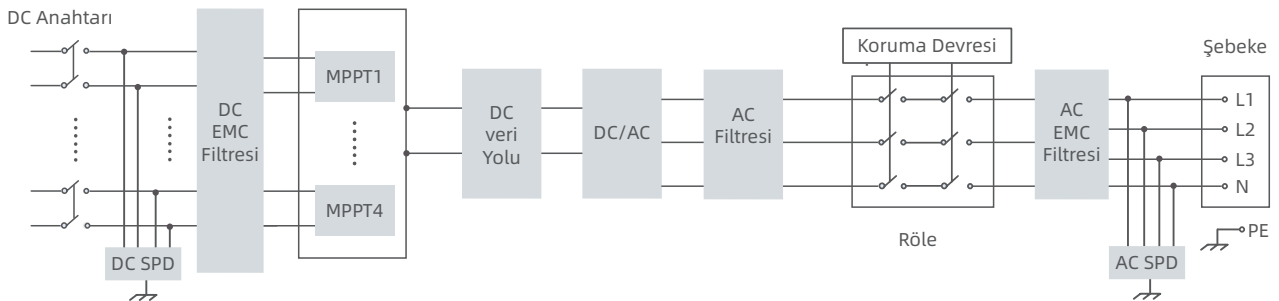 DC Anahtarı
DC SPD
DC
EMC
Filtresi
MPPT1
MPPT4
DC
veri
Yolu
DC/AC
AC
Filtresi
Koruma Devresi
Röle
AC
EMC
Filtresi
AC SPD
Şebeke
L1
L2
L3
N
PE